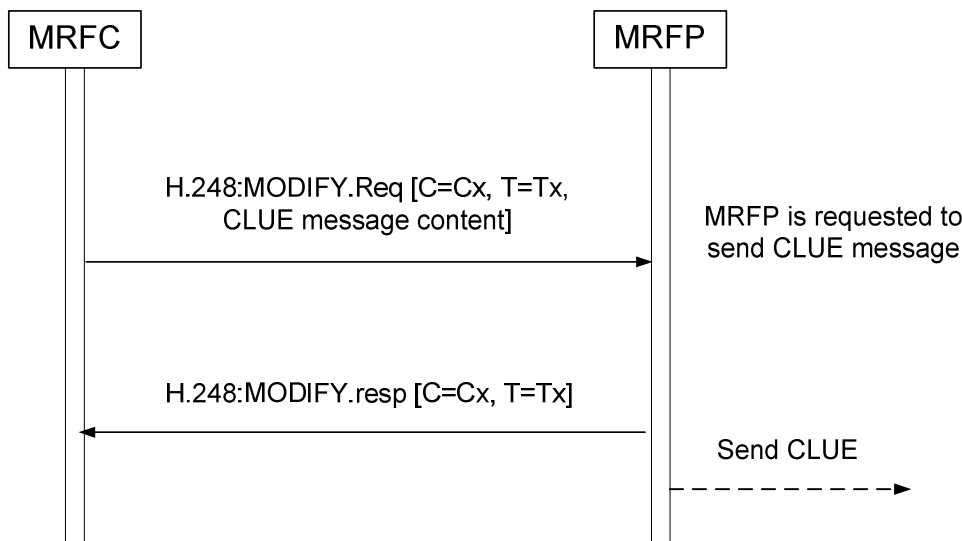 MRFC
MRFP
H.248:MODIFY.Req [C=Cx, T=Tx,
CLUE message content]
MRFP is requested to
send CLUE message
H.248:MODIFY.resp [C=Cx, T=Tx]
Send CLUE